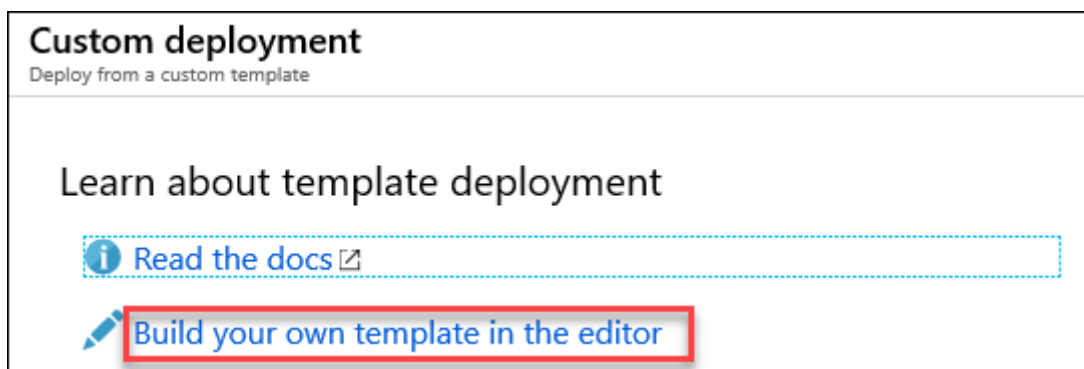 Custom deployment
Deploy from a custom template
Learn about template deployment
Read the docs
Build your own template in the editor